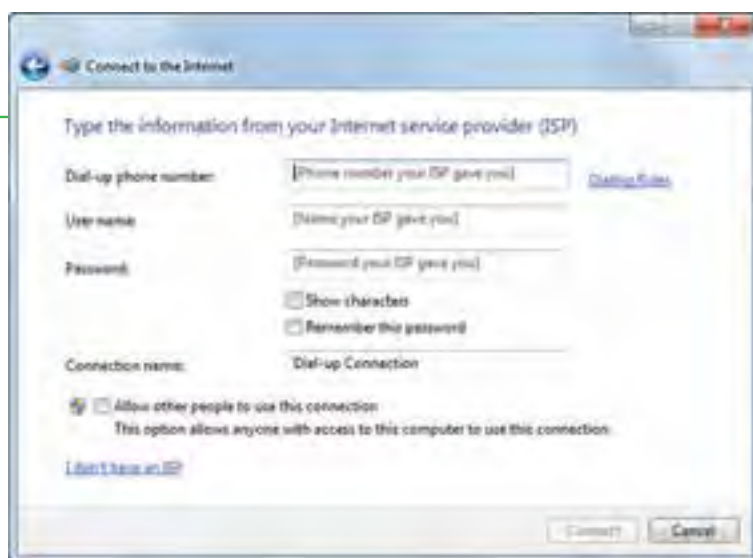 Connect to the Internet
Type the information from your Internet service provider (ISP)
Dial-up phone number: [Phone number your ISP gave you] Dialing Rules
User name: [Name your ISP gave you]
Password: [Password your ISP gave you]
Show characters
Remember this password
Connection name: Dial-up Connection
Allow other people to use this connection
This option allows anyone with access to this computer to use this connection.
I don't have an ISP
Connect Cancel